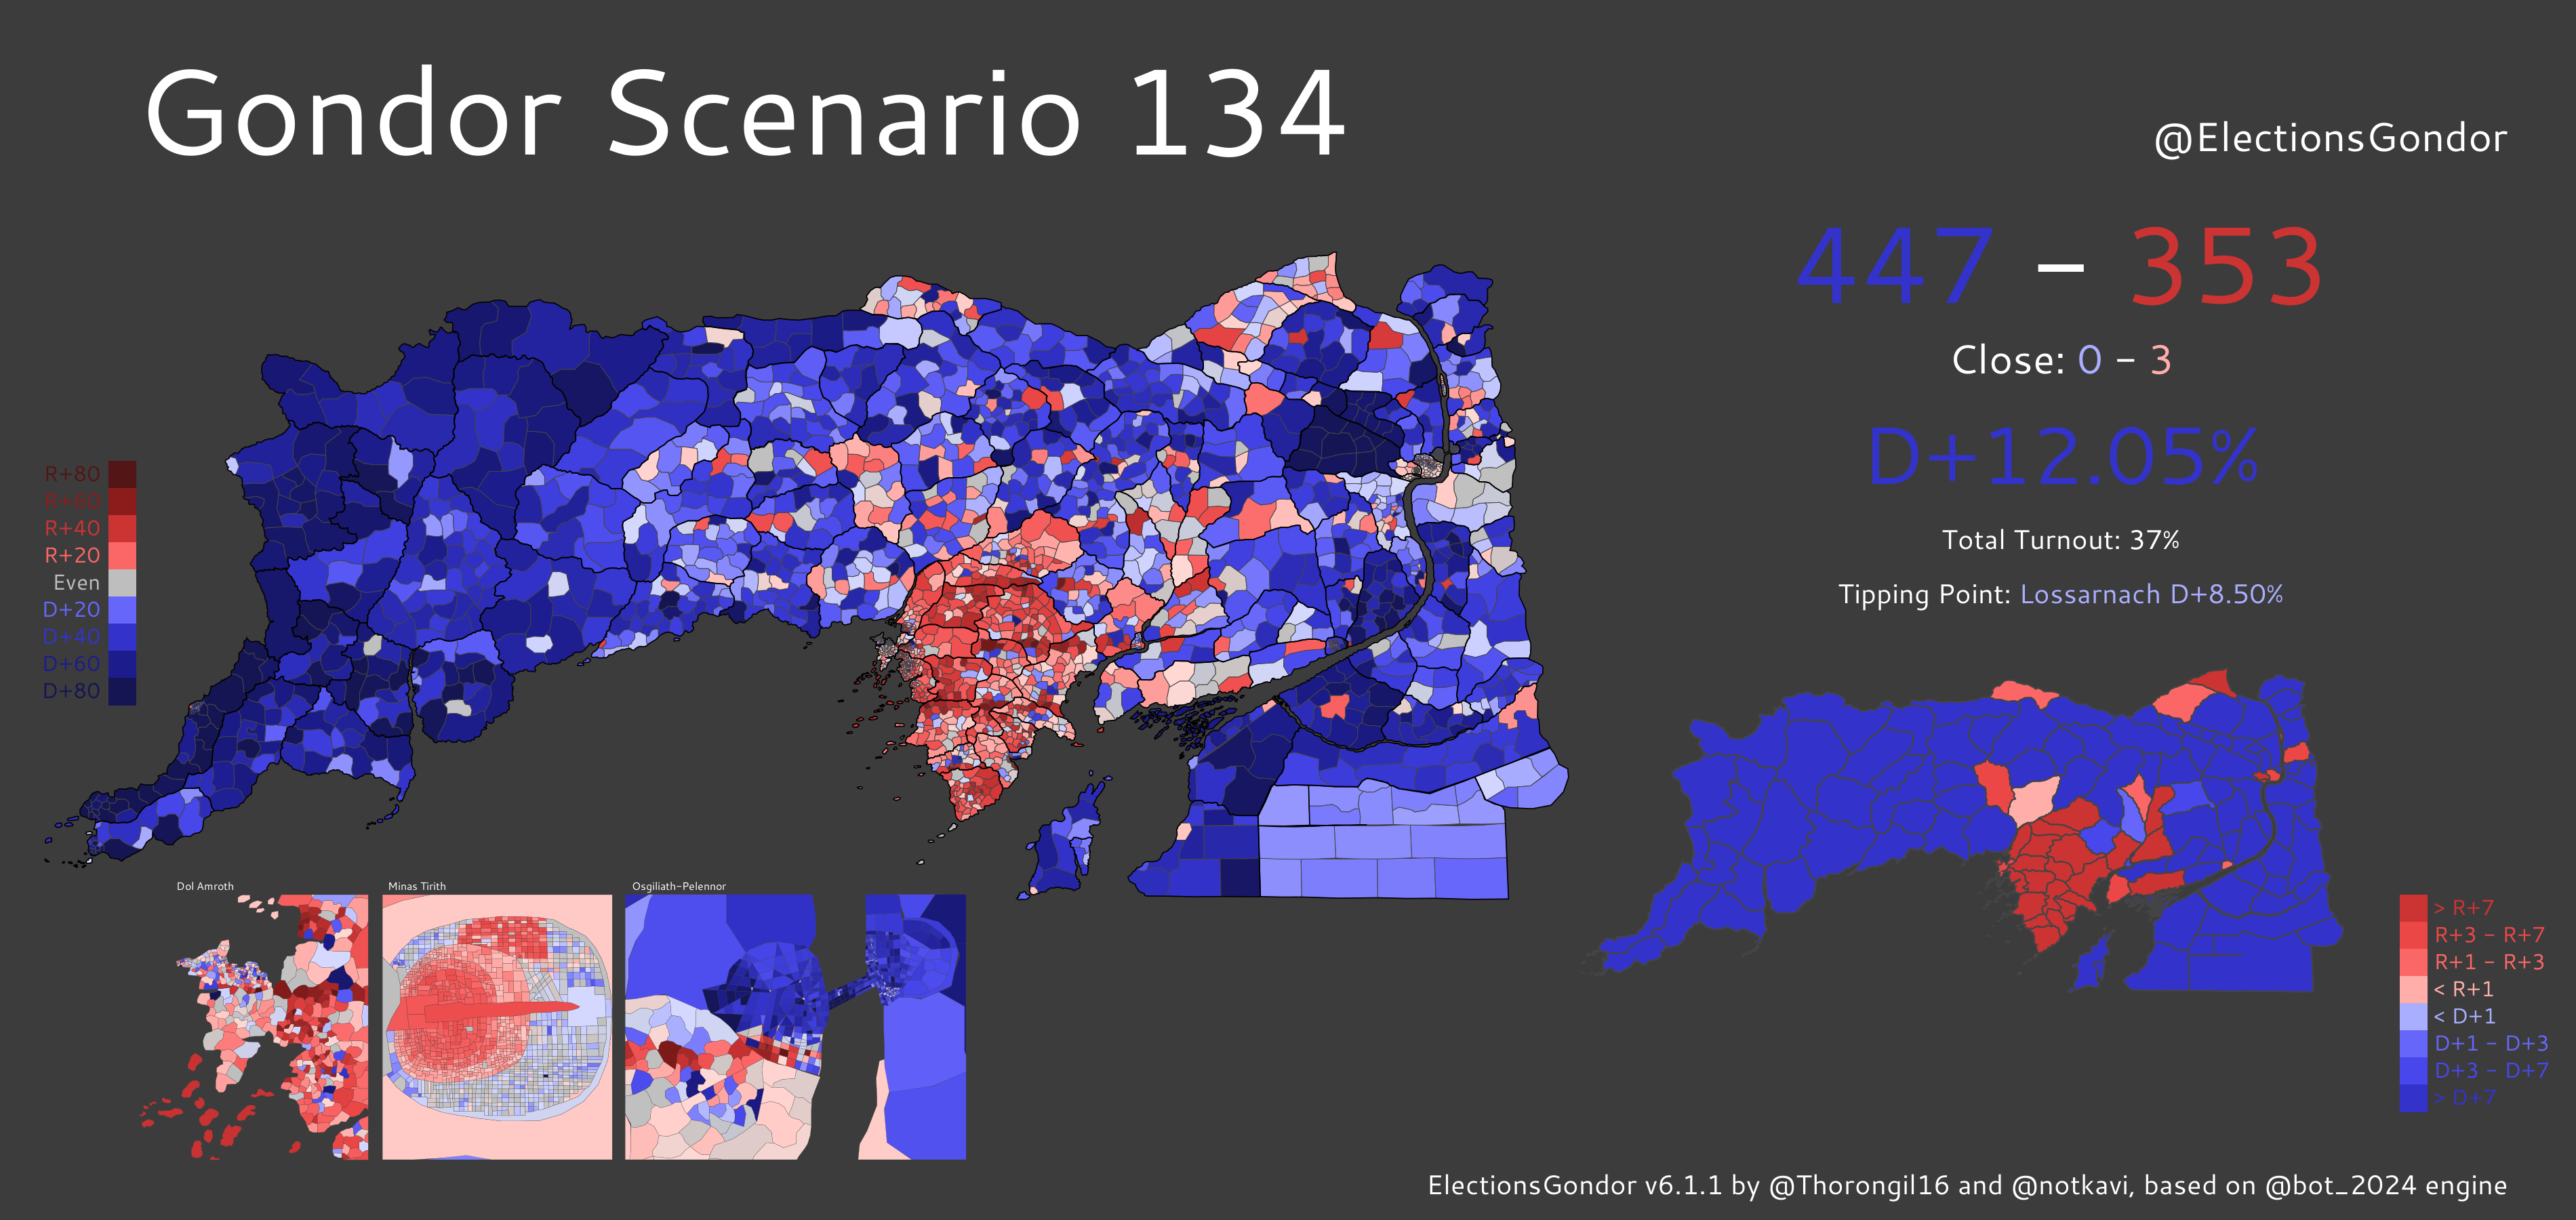 Gondor Scenario 134
@ElectionsGondor
447 – 353
Close: 0 – 3
D+12.05%
Total Turnout: 37%
Tipping Point: Lossarnach D+8.50%
R+80
R+60
R+40
R+20
Even
D+20
D+40
D+60
D+80
Dol Amroth
Minas Tirith
Osgiliath-Pelennor
> R+7
R+3 - R+7
R+1 - R+3
< R+1
< D+1
D+1 - D+3
D+3 - D+7
> D+7
ElectionsGondor v6.1.1 by @Thorongil16 and @notkavi, based on @bot_2024 engine